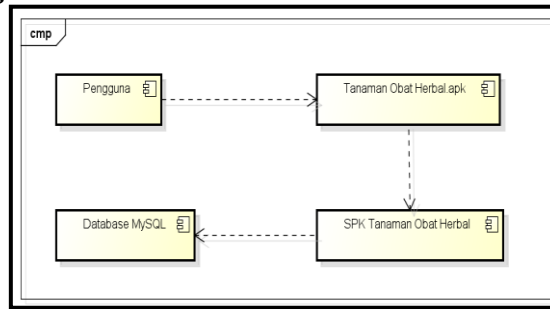 cmp
Pengguna
Tanaman Obat Herbal.apk
Database MySQL
SPK Tanaman Obat Herbal